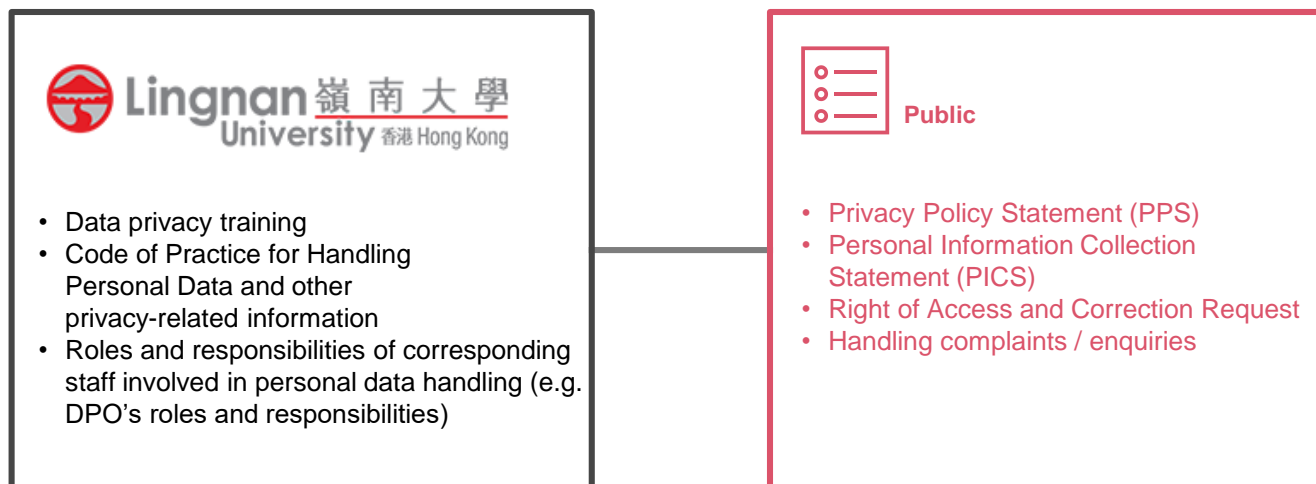 Lingnan 嶺南大學
University 香港 Hong Kong
• Data privacy training
• Code of Practice for Handling
Personal Data and other
privacy-related information
• Roles and responsibilities of corresponding
staff involved in personal data handling (e.g.
DPO’s roles and responsibilities)
Public
• Privacy Policy Statement (PPS)
• Personal Information Collection
Statement (PICS)
• Right of Access and Correction Request
• Handling complaints / enquiries